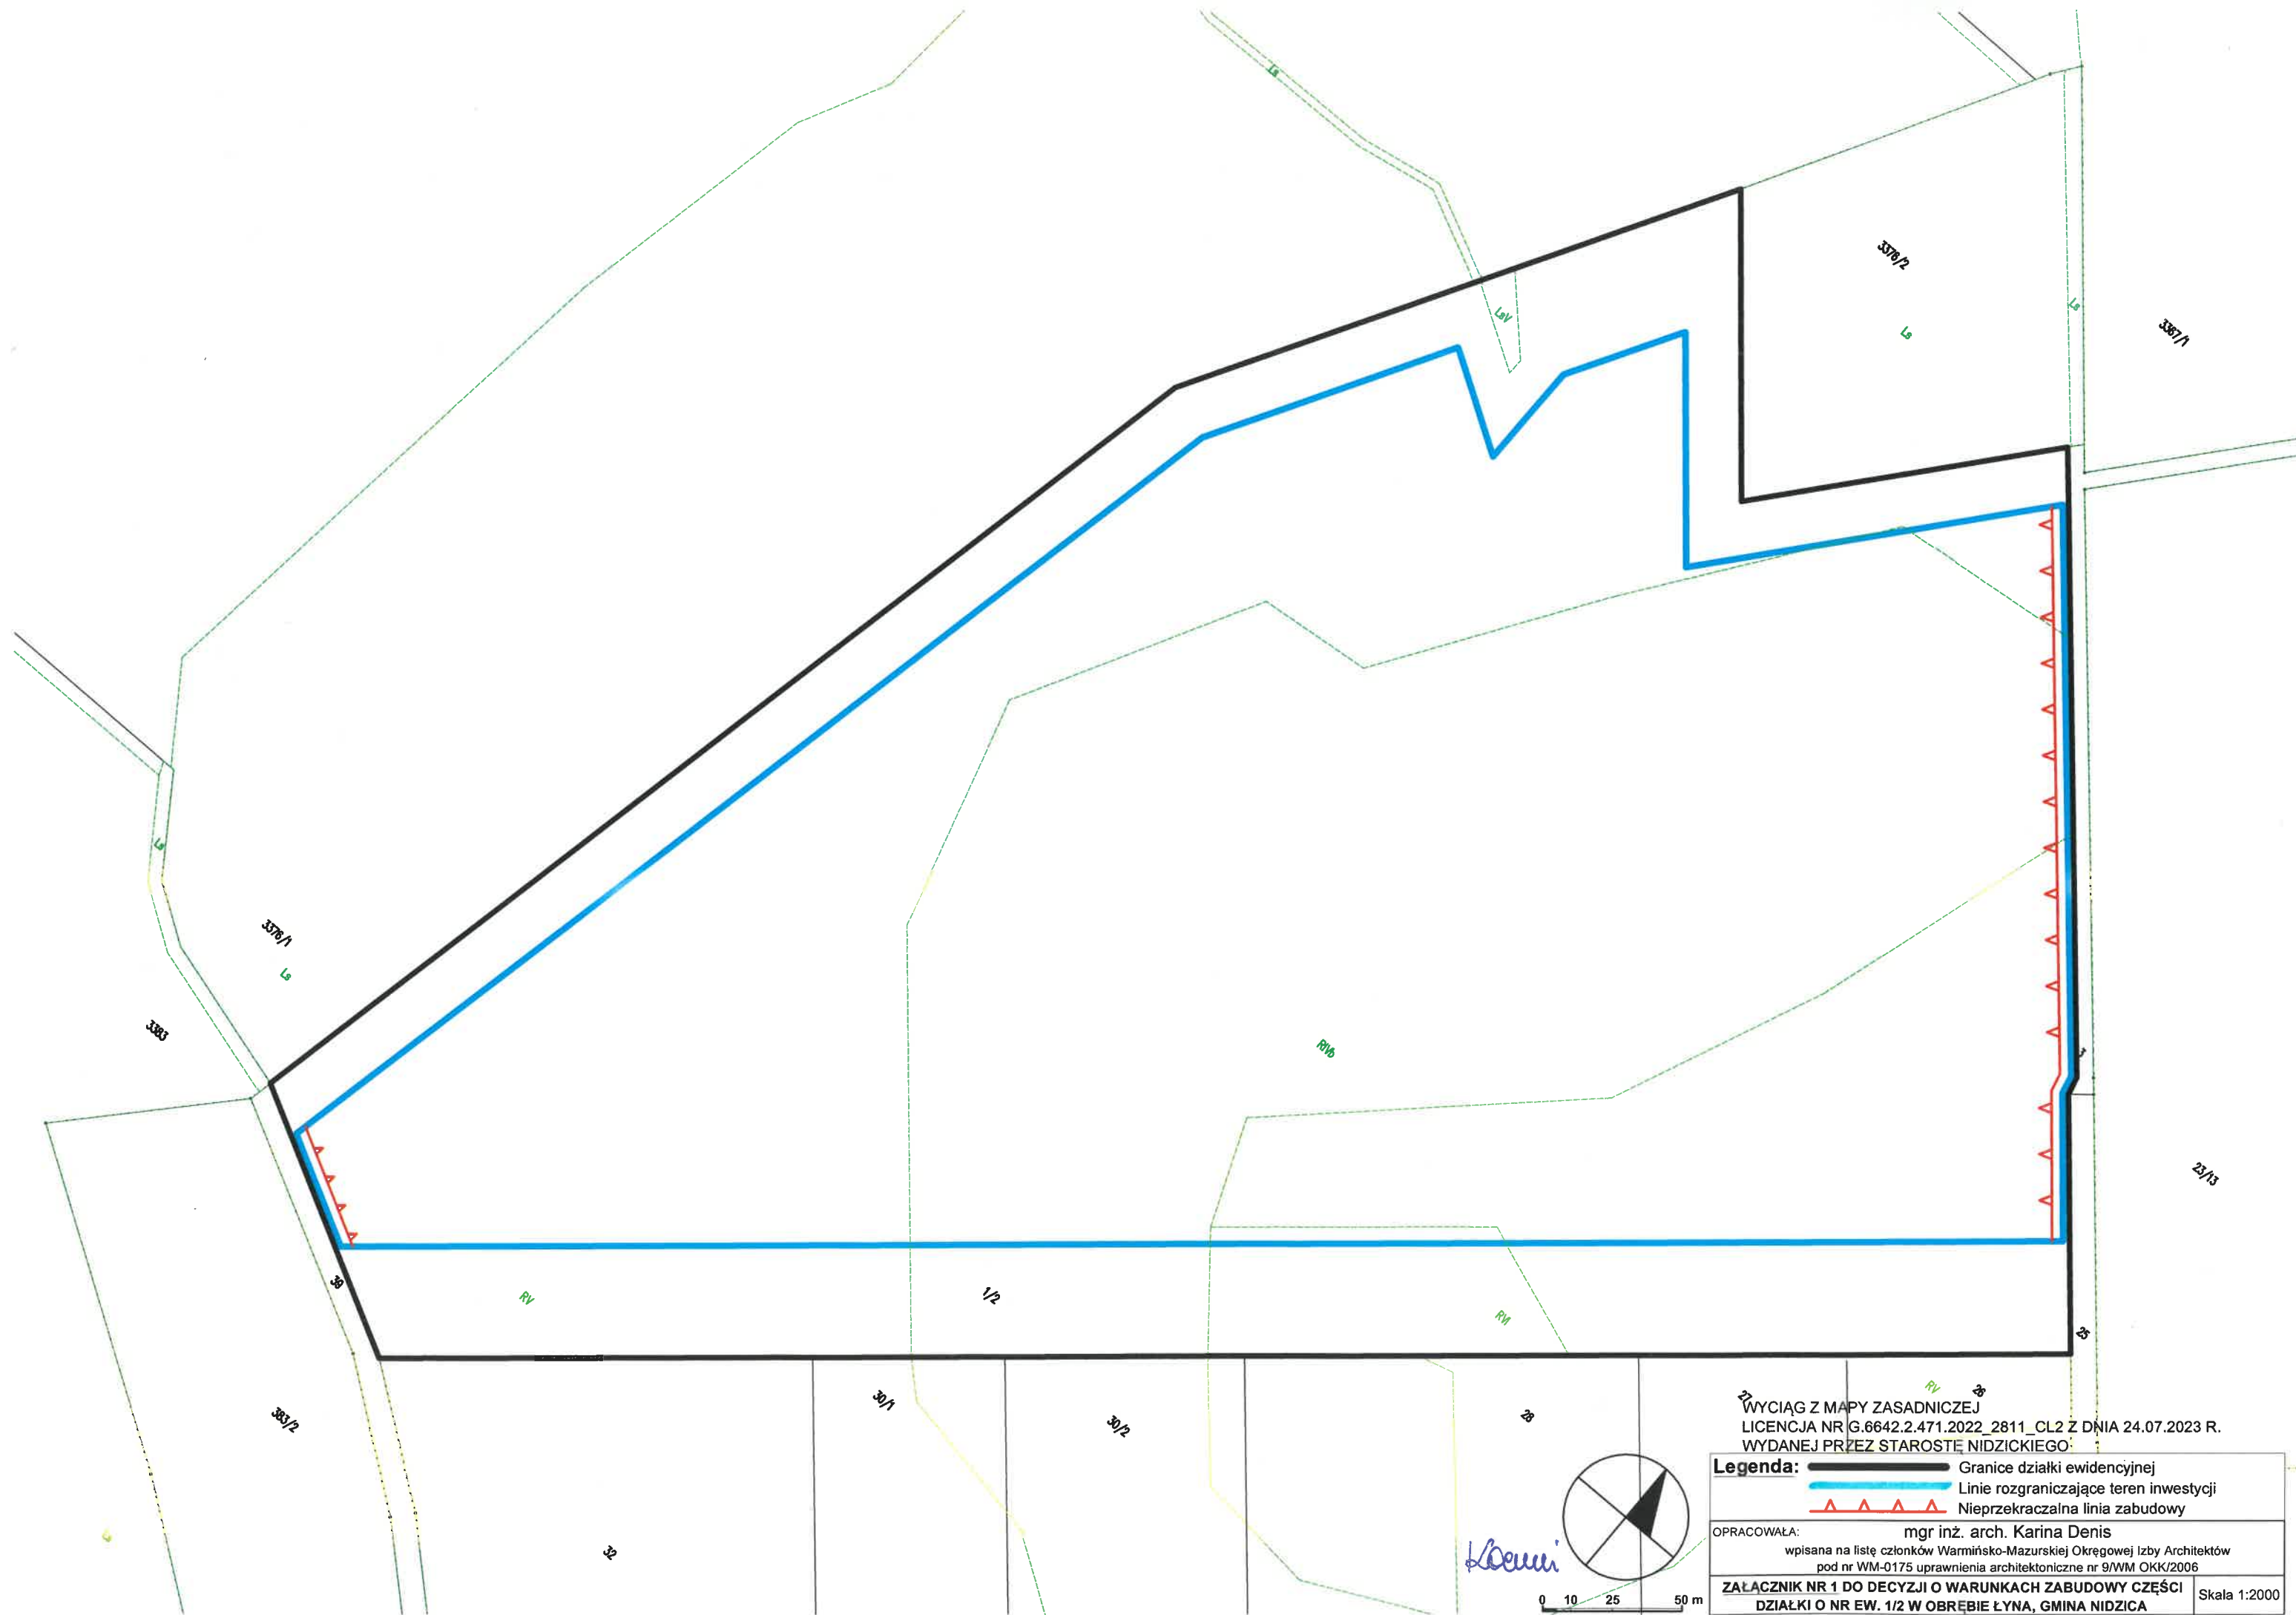 Ls
3376/2
LsV
Ls
Ls
3367/1
Ls
3376/1
Ls
3383
RIVb
3
23/13
39
RV
1/2
RVI
25
383/2
30/1
30/2
28
27
RV
26
32
WYCIĄG Z MAPY ZASADNICZEJ
LICENCJA NR G.6642.2.471.2022_2811_CL2 Z DNIA 24.07.2023 R.
WYDANEJ PRZEZ STAROSTĘ NIDZICKIEGO
Legenda:
Granice działki ewidencyjnej
Linie rozgraniczające teren inwestycji
Nieprzekraczalna linia zabudowy
OPRACOWAŁA: mgr inż. arch. Karina Denis
wpisana na listę członków Warmińsko-Mazurskiej Okręgowej Izby Architektów
pod nr WM-0175 uprawnienia architektoniczne nr 9/WM OKK/2006
ZAŁĄCZNIK NR 1 DO DECYZJI O WARUNKACH ZABUDOWY CZĘŚCI
DZIAŁKI O NR EW. 1/2 W OBRĘBIE ŁYNA, GMINA NIDZICA
Skala 1:2000
0 10 25 50 m